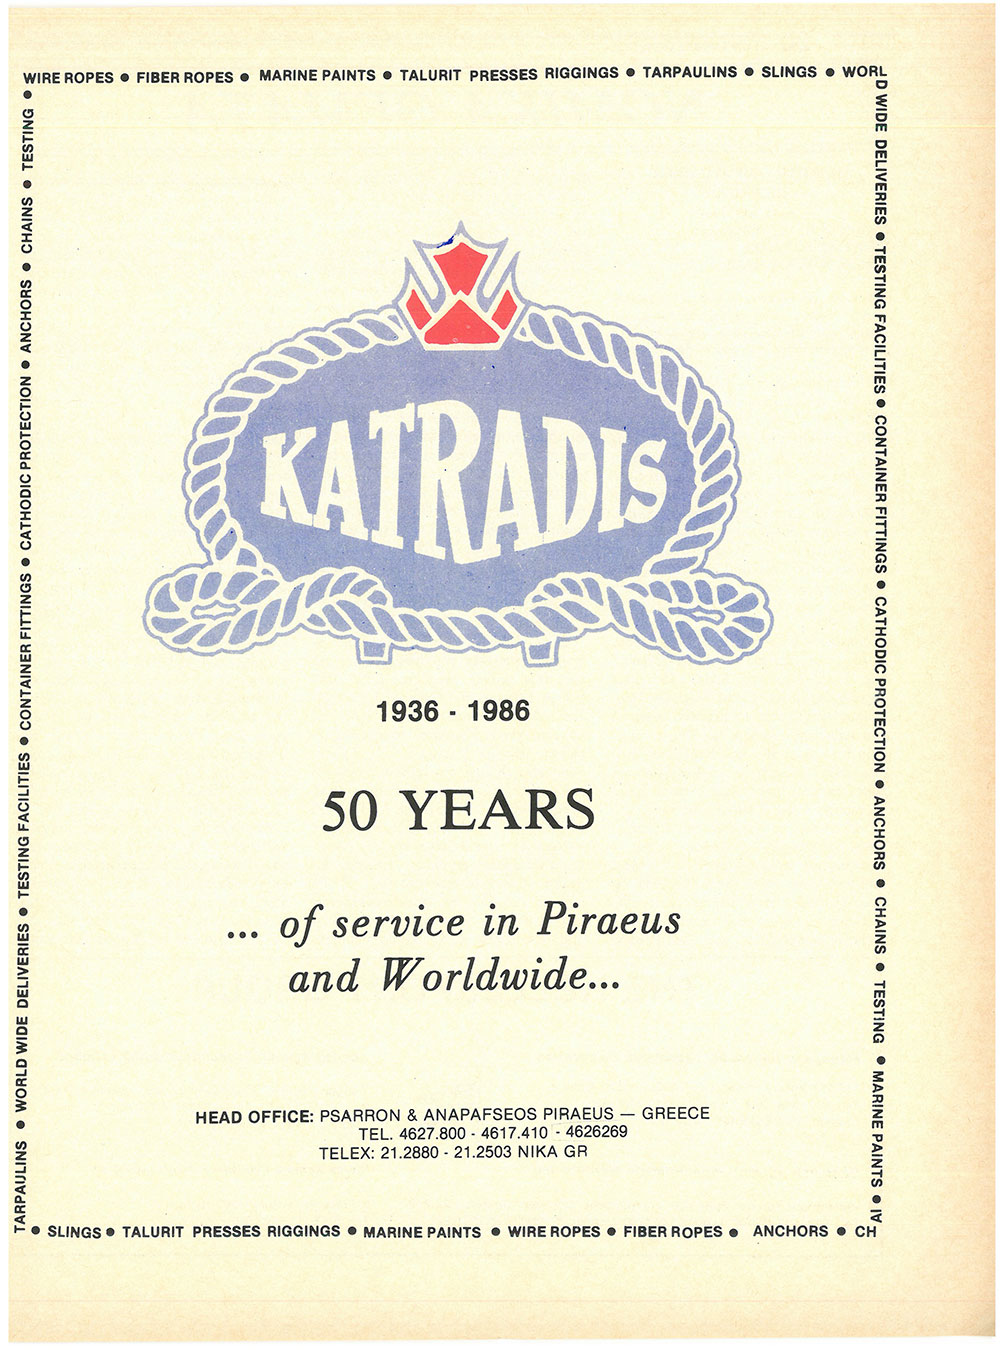 WIRE ROPES ● FIBER ROPES ● MARINE PAINTS ● TALURIT PRESSES RIGGINGS ● TARPAULINS ● SLINGS ● WORL
D WIDE DELIVERIES ● TESTING FACILITIES ● CONTAINER FITTINGS ● CATHODIC PROTECTION ● ANCHORS ● CHAINS ● TESTING ● MARINE PAINTS ●
TARPAULINS ● WORLD WIDE DELIVERIES ● TESTING FACILITIES ● CONTAINER FITTINGS ● CATHODIC PROTECTION ● ANCHORS ● CHAINS ● TESTING ●
KATRADIS
1936 - 1986
50 YEARS
... of service in Piraeus
and Worldwide...
HEAD OFFICE: PSARRON & ANAPAFSEOS PIRAEUS — GREECE
TEL. 4627.800 - 4617.410 - 4626269
TELEX: 21.2880 - 21.2503 NIKA GR
● SLINGS ● TALURIT PRESSES RIGGINGS ● MARINE PAINTS ● WIRE ROPES ● FIBER ROPES ● ANCHORS ● CH